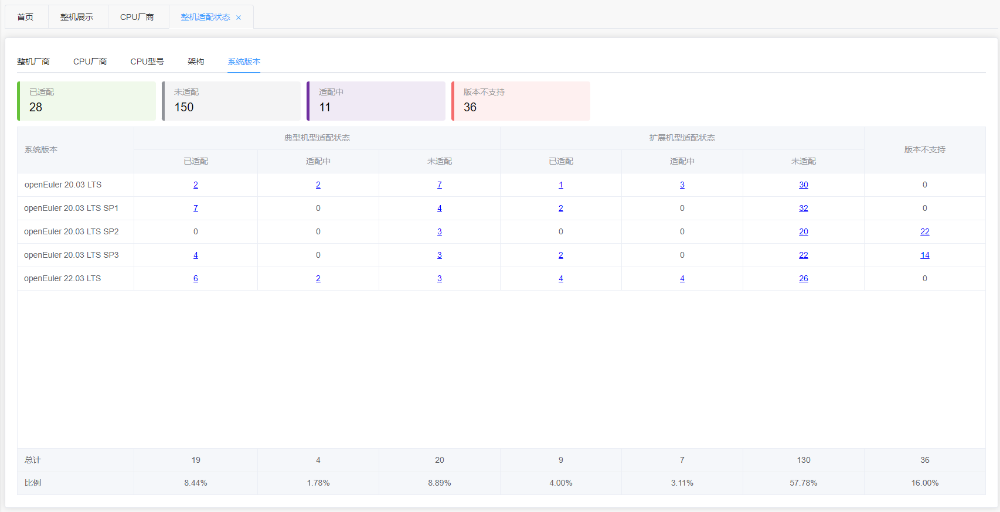 首页 整机展示 CPU厂商 整机适配状态 ×
整机厂商 CPU厂商 CPU型号 架构 系统版本
已适配 未适配 适配中 版本不支持
28 150 11 36
系统版本 典型机型适配状态 扩展机型适配状态 版本不支持
已适配 适配中 未适配 已适配 适配中 未适配
openEuler 20.03 LTS 2 2 7 1 3 30 0
openEuler 20.03 LTS SP1 7 0 4 2 0 32 0
openEuler 20.03 LTS SP2 0 0 3 0 0 20 22
openEuler 20.03 LTS SP3 4 0 3 2 0 22 14
openEuler 22.03 LTS 6 2 3 4 4 26 0
总计 19 4 20 9 7 130 36
比例 8.44% 1.78% 8.89% 4.00% 3.11% 57.78% 16.00%